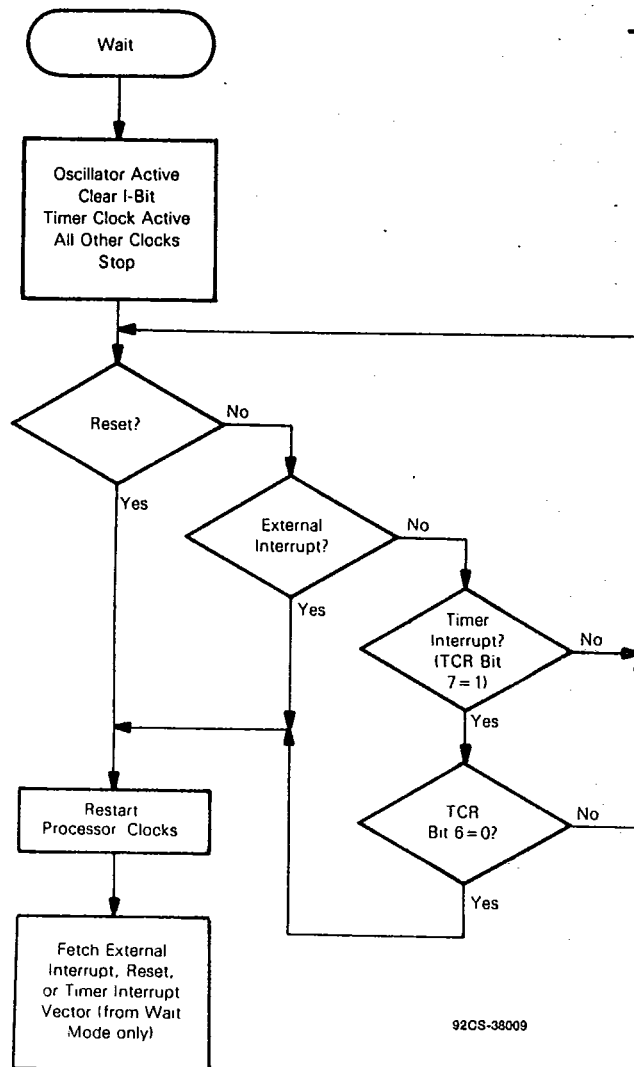 Wait
Oscillator Active
Clear I-Bit
Timer Clock Active
All Other Clocks
Stop
Reset?
No
Yes
External
Interrupt?
No
Yes
Timer
Interrupt?
(TCR Bit
7=1)
No
Yes
TCR
Bit 6=0?
No
Yes
Restart
Processor Clocks
Fetch External
Interrupt, Reset,
or Timer Interrupt
Vector (from Wait
Mode only)
92CS-38009